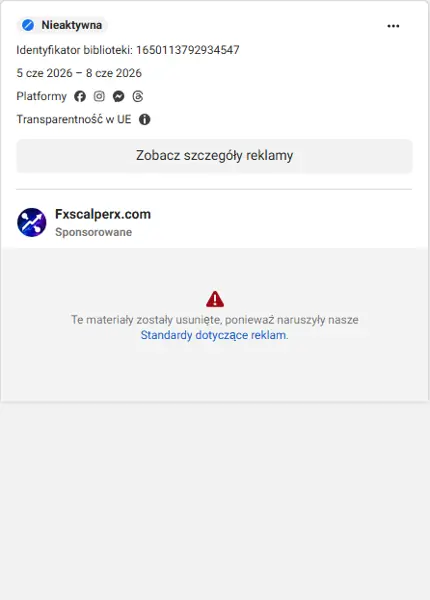 Nieaktywna
Identyfikator biblioteki: 1650113792934547
5 cze 2026 – 8 cze 2026
Platformy
Transparentność w UE
Zobacz szczegóły reklamy
Fxscalperx.com
Sponsorowane
Te materiały zostały usunięte, ponieważ naruszyły nasze
Standardy dotyczące reklam.